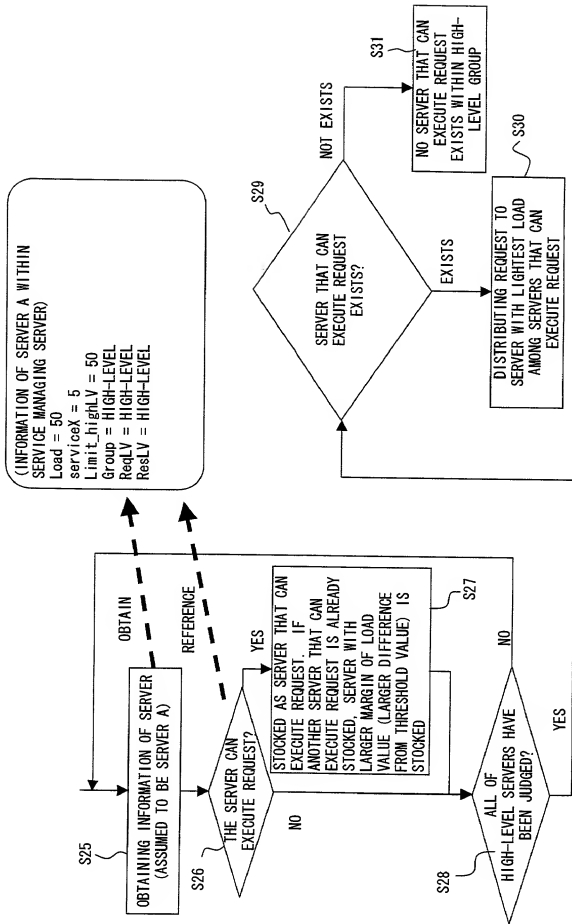 S25
OBTAINING INFORMATION OF SERVER
(ASSUMED TO BE SERVER A)
OBTAIN
REFERENCE
(INFORMATION OF SERVER A WITHIN
SERVICE MANAGING SERVER)
Load = 50
serviceX = 5
Limit_highLV = 50
Group = HIGH-LEVEL
ReqLV = HIGH-LEVEL
ResLV = HIGH-LEVEL
S26
THE SERVER CAN
EXECUTE REQUEST?
YES
NO
STOCKED AS SERVER THAT CAN
EXECUTE REQUEST. IF
ANOTHER SERVER THAT CAN
EXECUTE REQUEST IS ALREADY
STOCKED, SERVER WITH
LARGER MARGIN OF LOAD
VALUE (LARGER DIFFERENCE
FROM THRESHOLD VALUE) IS
STOCKED
S27
S28
ALL OF
HIGH-LEVEL SERVERS HAVE
BEEN JUDGED?
NO
YES
S29
SERVER THAT CAN
EXECUTE REQUEST
EXISTS?
NOT EXISTS
EXISTS
S31
NO SERVER THAT CAN
EXECUTE REQUEST
EXISTS WITHIN HIGH-
LEVEL GROUP
S30
DISTRIBUTING REQUEST TO
SERVER WITH LIGHTEST LOAD
AMONG SERVERS THAT CAN
EXECUTE REQUEST